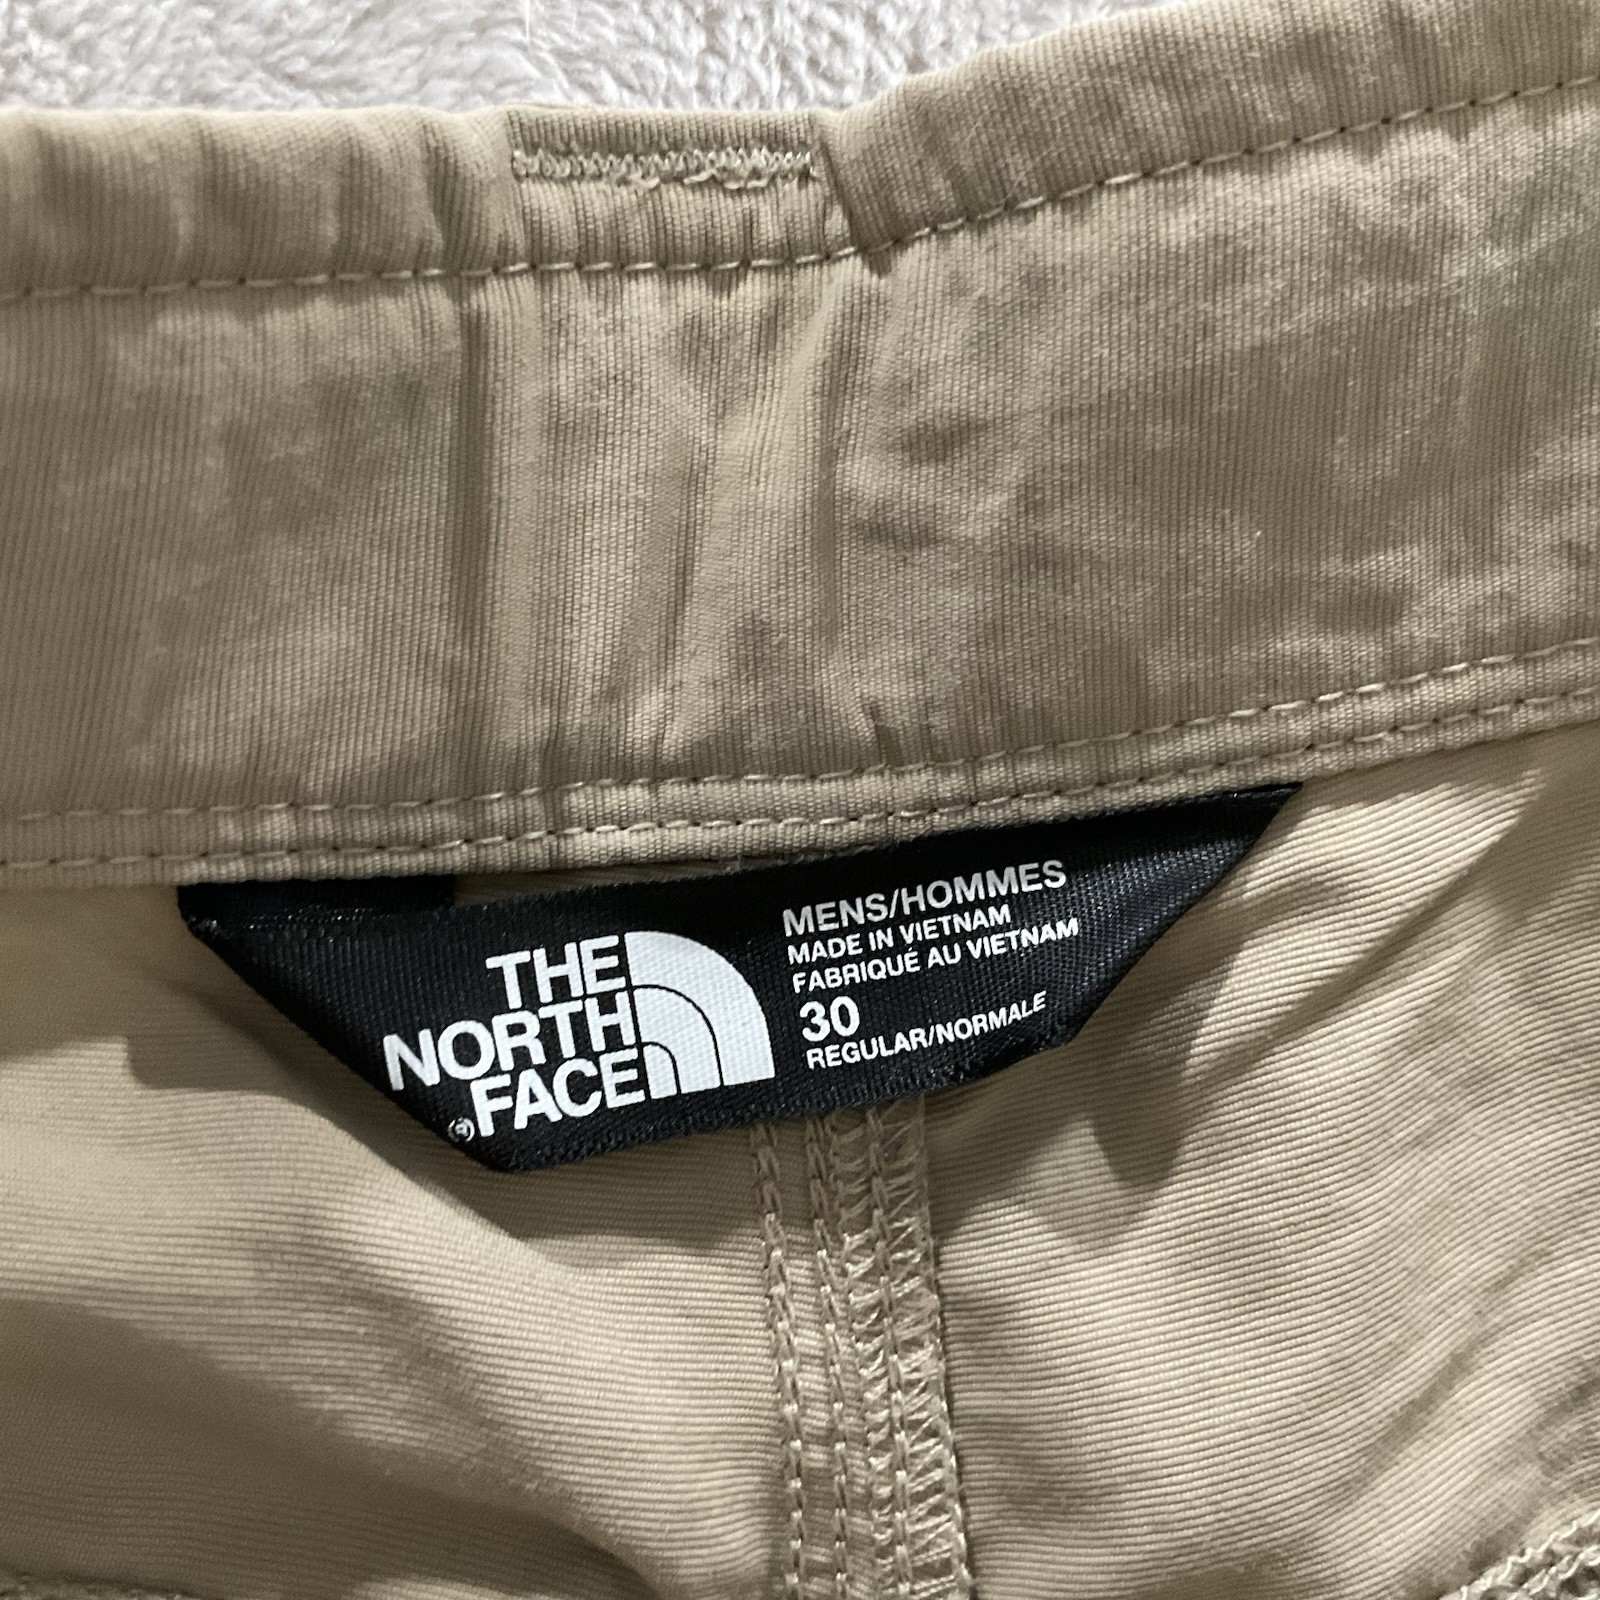 THE
NORTH
FACE
®
MENS/HOMMES
MADE IN VIETNAM
FABRIQUÉ AU VIETNAM
30
REGULAR/NORMALE